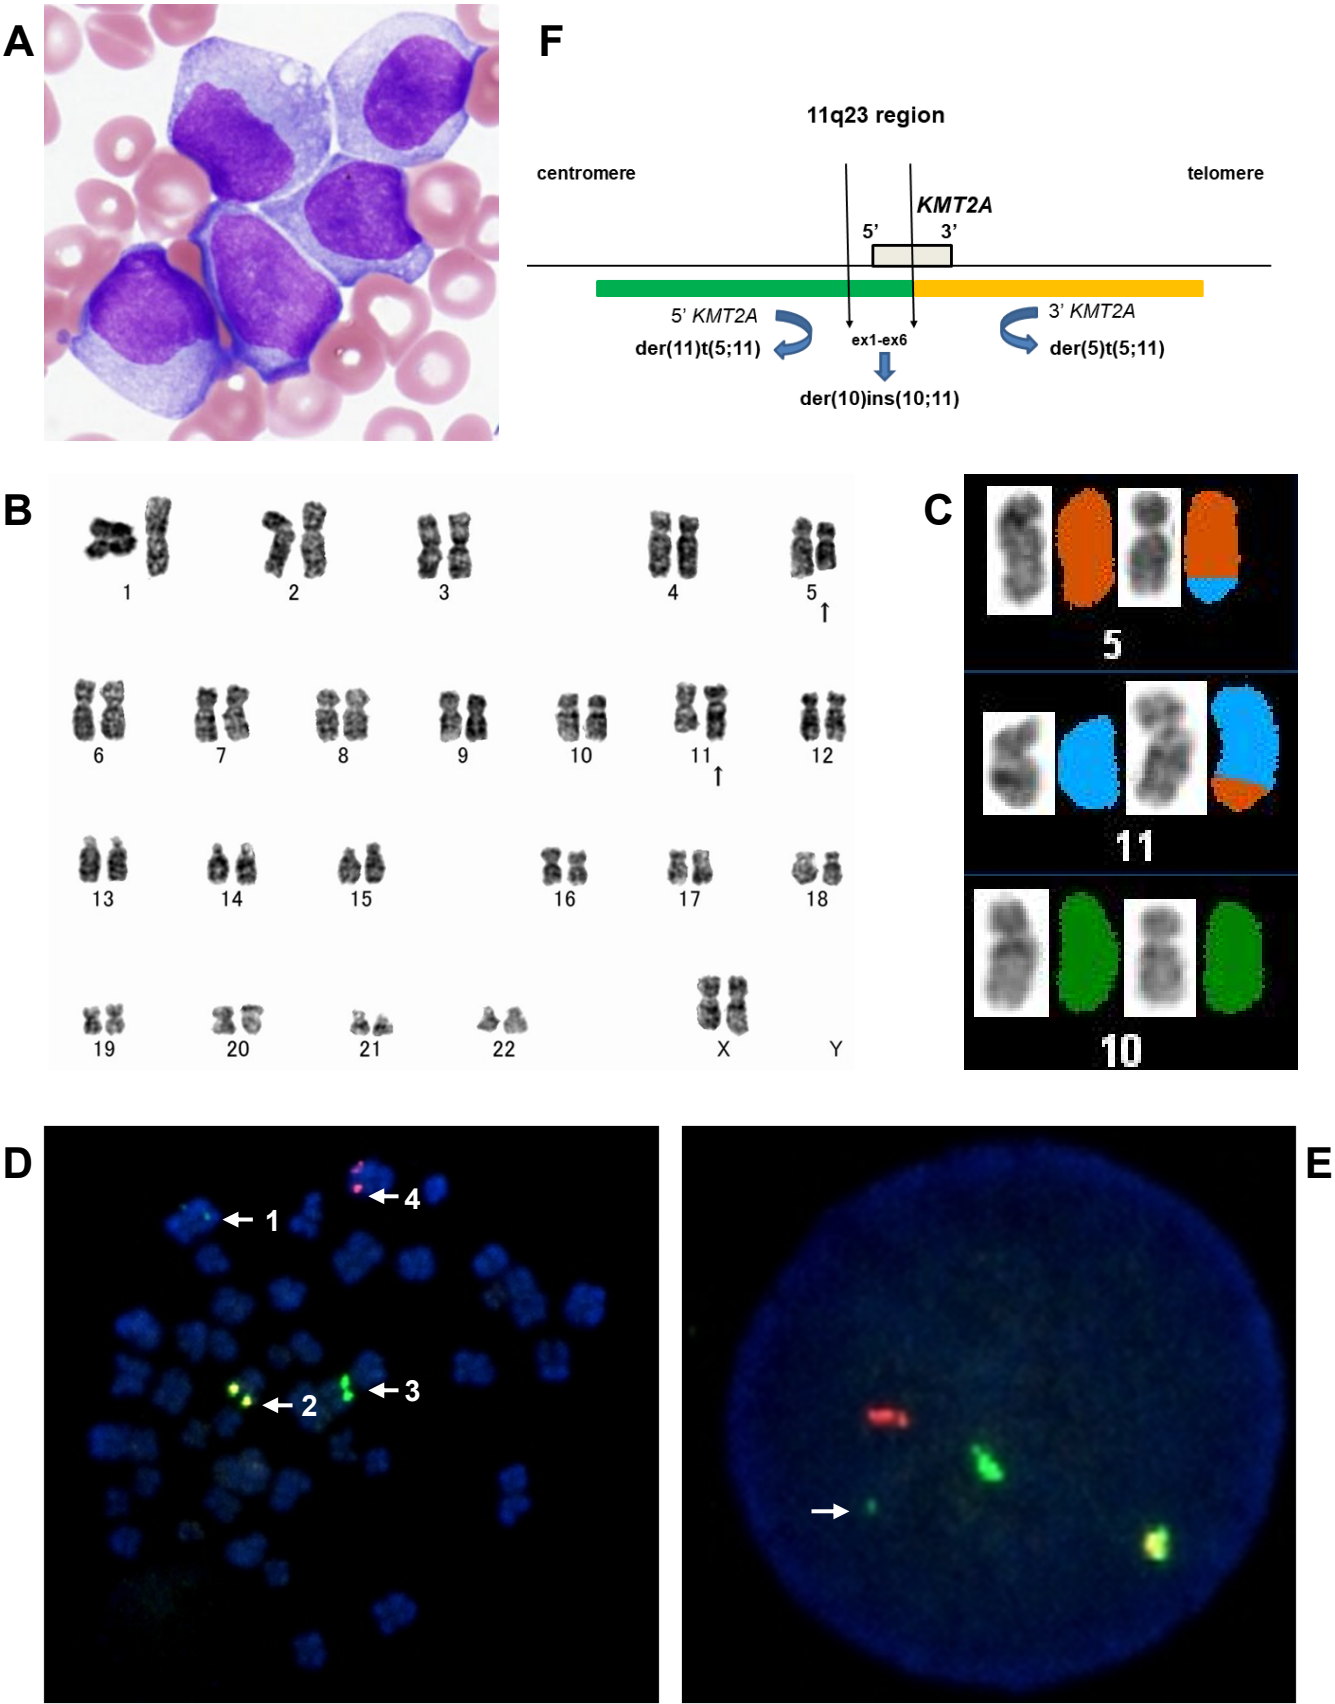 A
F
11q23 region
centromere
telomere
KMT2A
5’ 3’
5’ KMT2A
3’ KMT2A
ex1-ex6
der(11)t(5;11)
der(5)t(5;11)
der(10)ins(10;11)
B
1 2 3 4 5
6 7 8 9 10 11 12
13 14 15 16 17 18
19 20 21 22 X Y
C
5
11
10
D
4
1
3
2
E